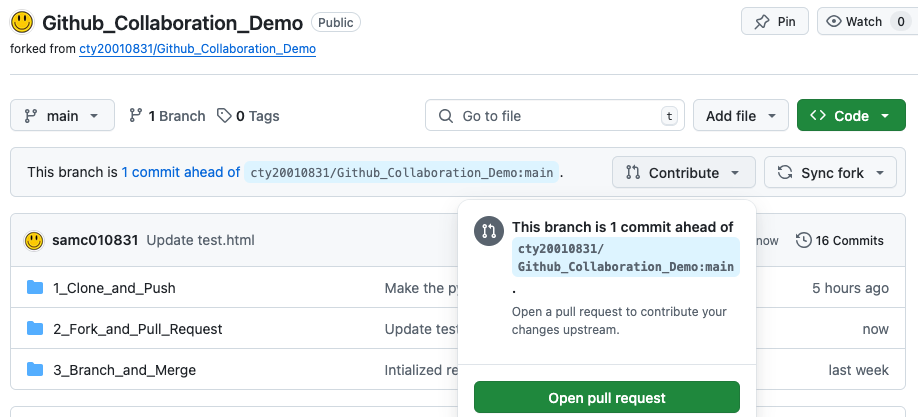 Github_Collaboration_Demo Public Pin Watch 0
forked from cty20010831/Github_Collaboration_Demo
main 1 Branch 0 Tags Go to file t Add file Code
This branch is 1 commit ahead of cty20010831/Github_Collaboration_Demo:main . Contribute Sync fork
samc010831 Update test.html now 16 Commits
1_Clone_and_Push Make the py 5 hours ago
2_Fork_and_Pull_Request Update test now
3_Branch_and_Merge Intialized re last week
This branch is 1 commit ahead of
cty20010831/
Github_Collaboration_Demo:main
.
Open a pull request to contribute your
changes upstream.
Open pull request